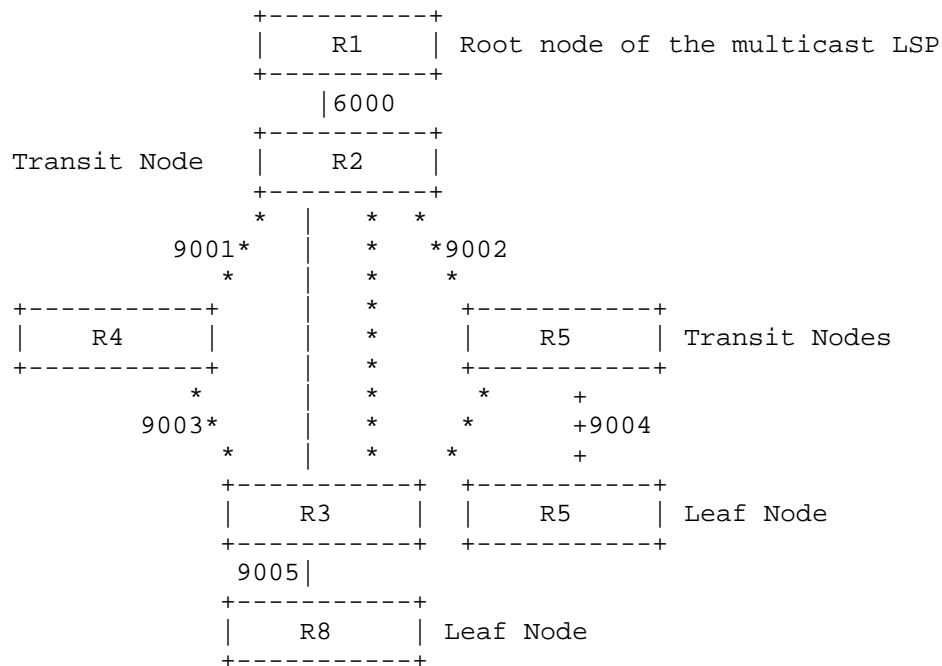 R1 Root node of the multicast LSP
6000
Transit Node R2
9001 9002
R4 R5 Transit Nodes
9003 9004
R3 R5 Leaf Node
9005
R8 Leaf Node